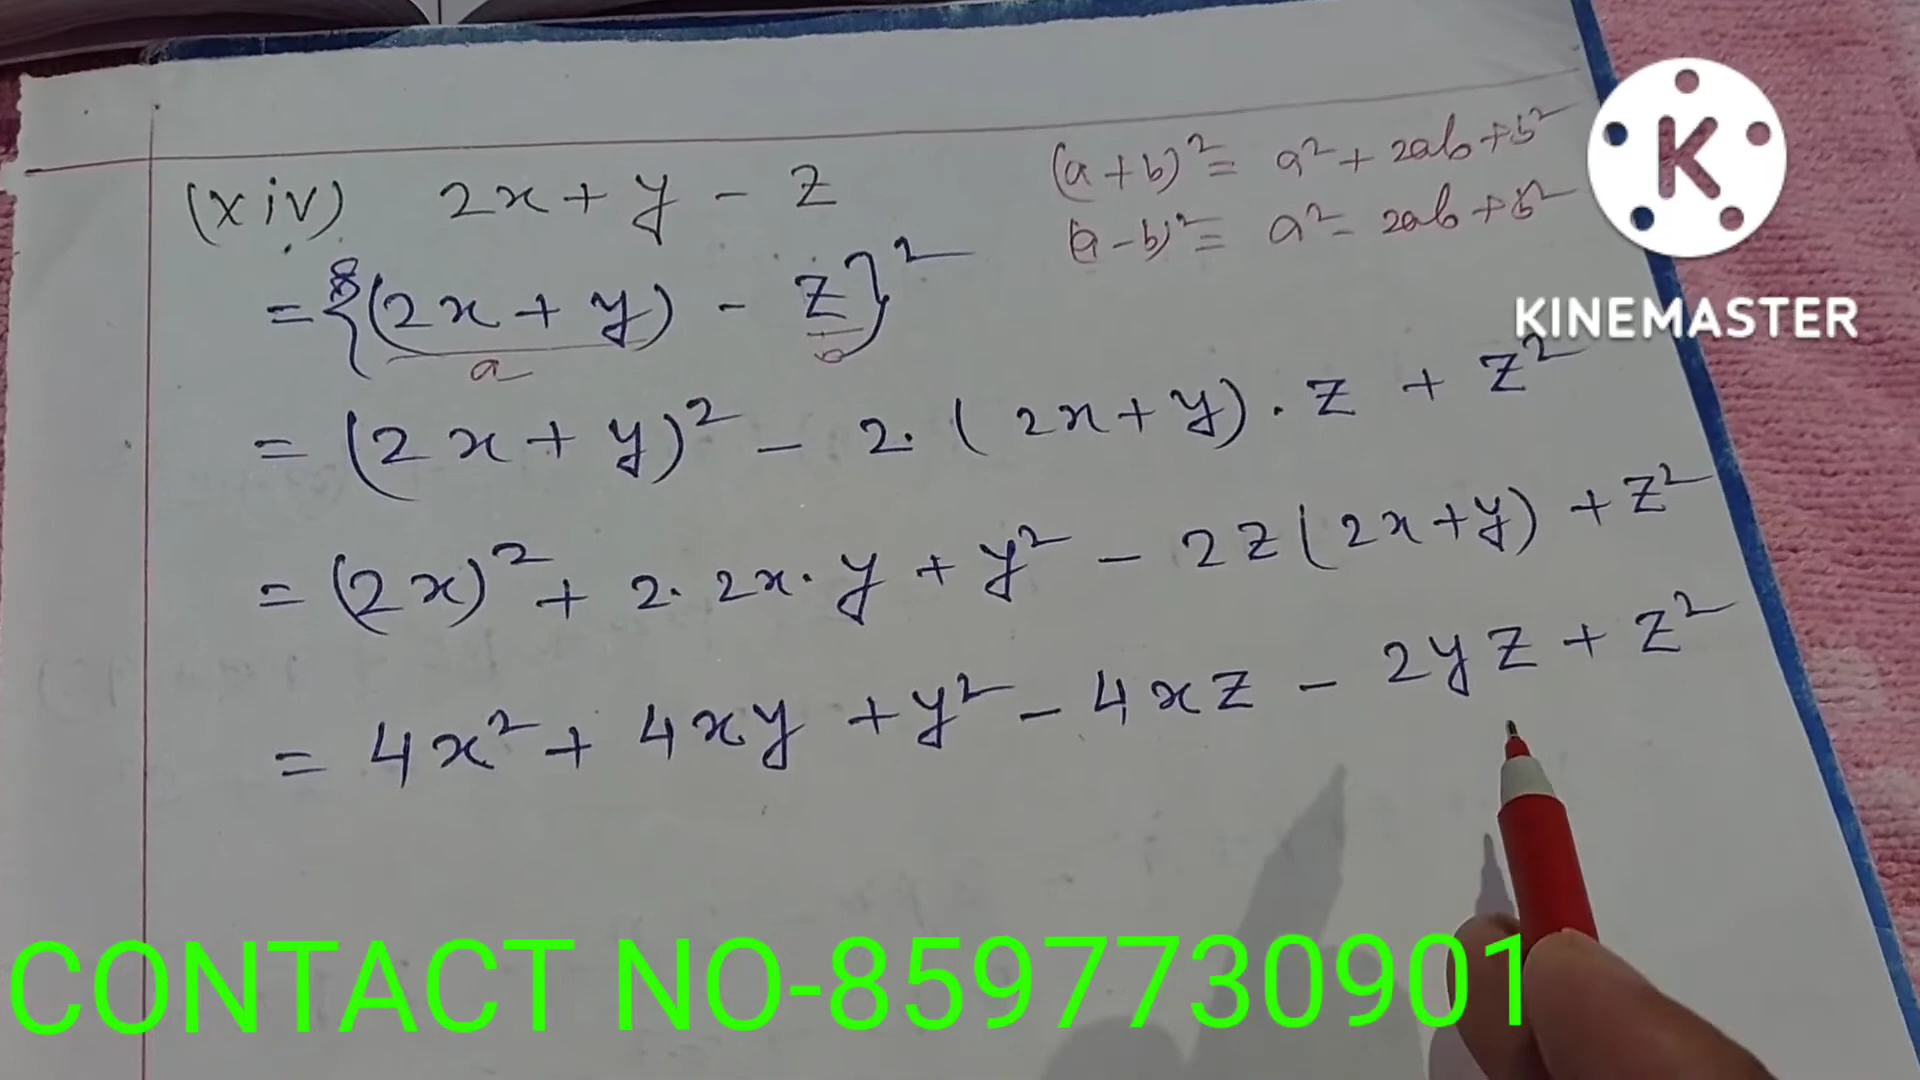 (xiv) 2x + y - z
(a + b)² = a² + 2ab + b²
(a - b)² = a² - 2ab + b²
= {(2x + y) - z}²
a b
= (2x + y)² - 2. (2x + y) . z + z²
= (2x)² + 2. 2x. y + y² - 2z(2x+y) + z²
= 4x² + 4xy + y² - 4xz - 2yz + z²
K
KINEMASTER
CONTACT NO-8597730901